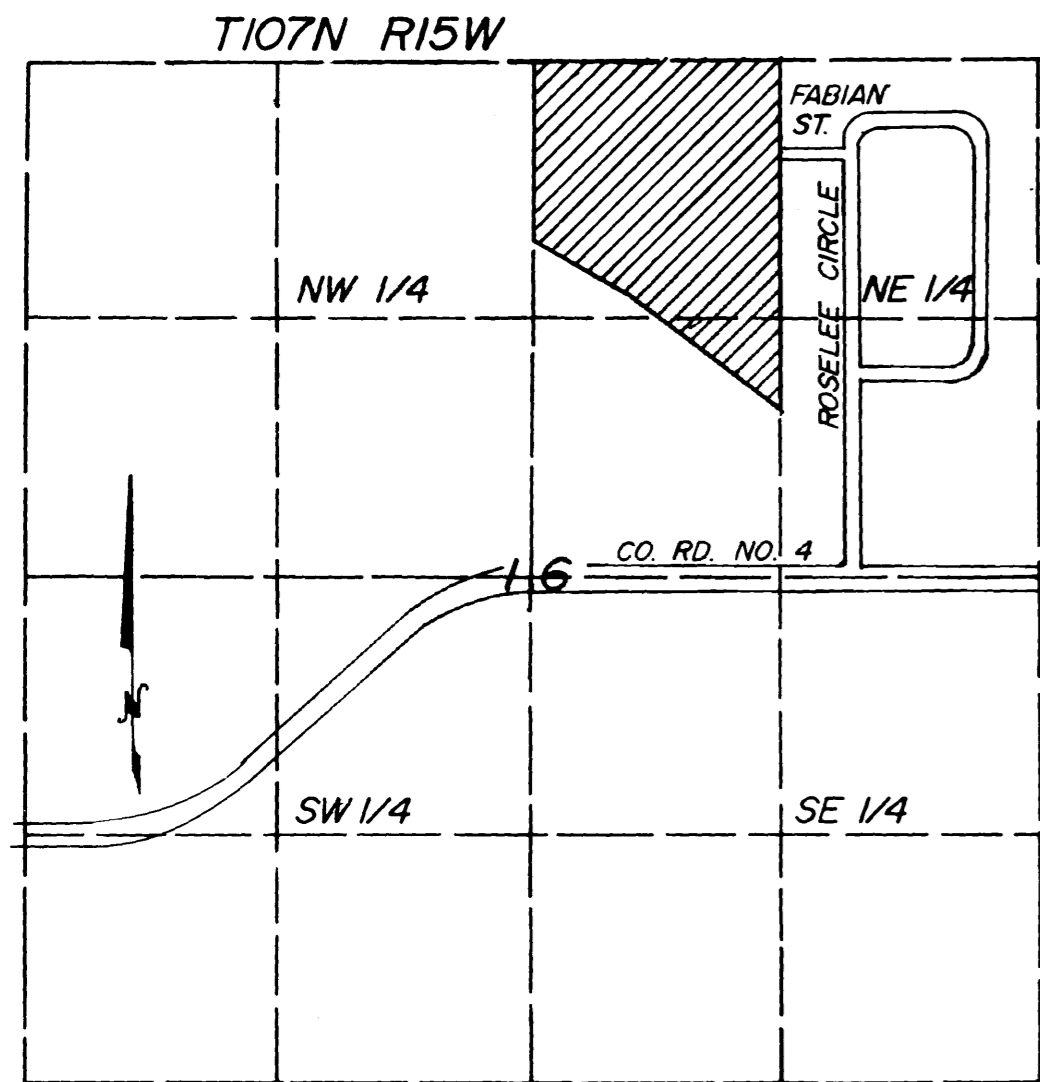 T107N R15W
FABIAN
ST.
ROSELEE CIRCLE
NW 1/4
NE 1/4
CO. RD. NO. 4
16
N
SW 1/4
SE 1/4